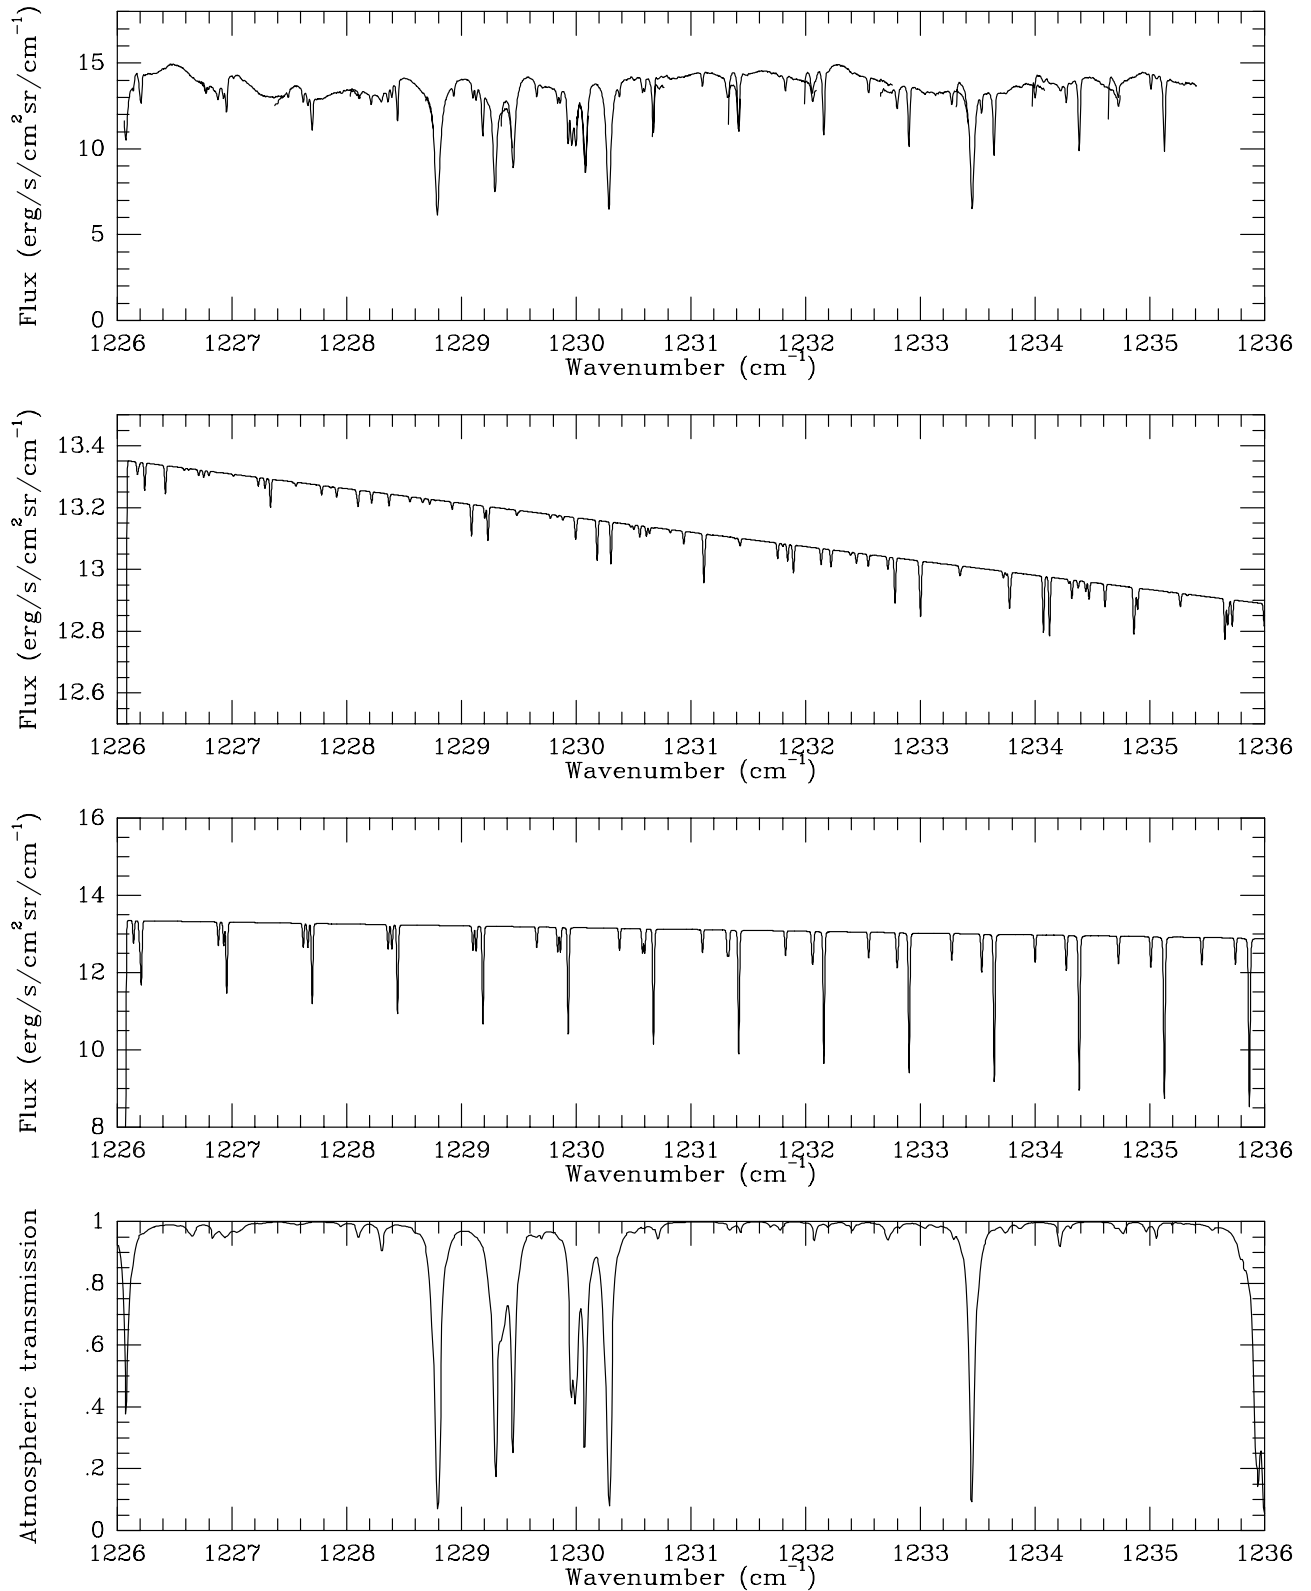 Flux (erg/s/cm²sr/cm⁻¹)
15
10
5
0
1226 1227 1228 1229 1230 1231 1232 1233 1234 1235 1236
Wavenumber (cm⁻¹)
Flux (erg/s/cm²sr/cm⁻¹)
13.4
13.2
13
12.8
12.6
1226 1227 1228 1229 1230 1231 1232 1233 1234 1235 1236
Wavenumber (cm⁻¹)
Flux (erg/s/cm²sr/cm⁻¹)
16
14
12
10
8
1226 1227 1228 1229 1230 1231 1232 1233 1234 1235 1236
Wavenumber (cm⁻¹)
Atmospheric transmission
1
.8
.6
.4
.2
0
1226 1227 1228 1229 1230 1231 1232 1233 1234 1235 1236
Wavenumber (cm⁻¹)